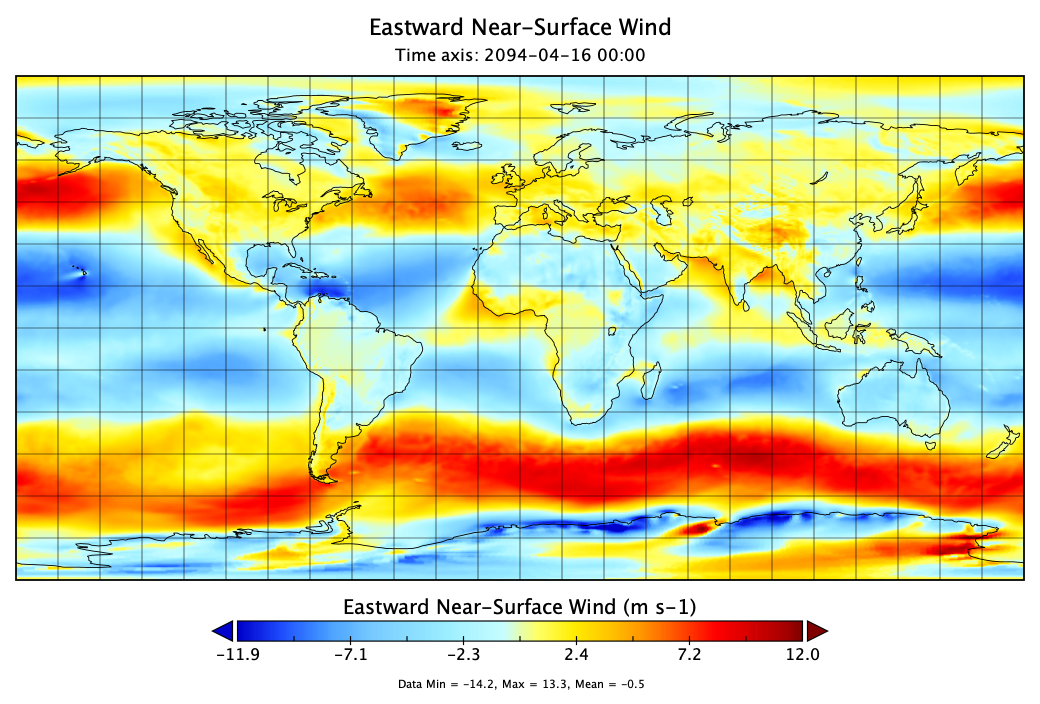 Eastward Near-Surface Wind
Time axis: 2094-04-16 00:00
Eastward Near-Surface Wind (m s-1)
-11.9 -7.1 -2.3 2.4 7.2 12.0
Data Min = -14.2, Max = 13.3, Mean = -0.5